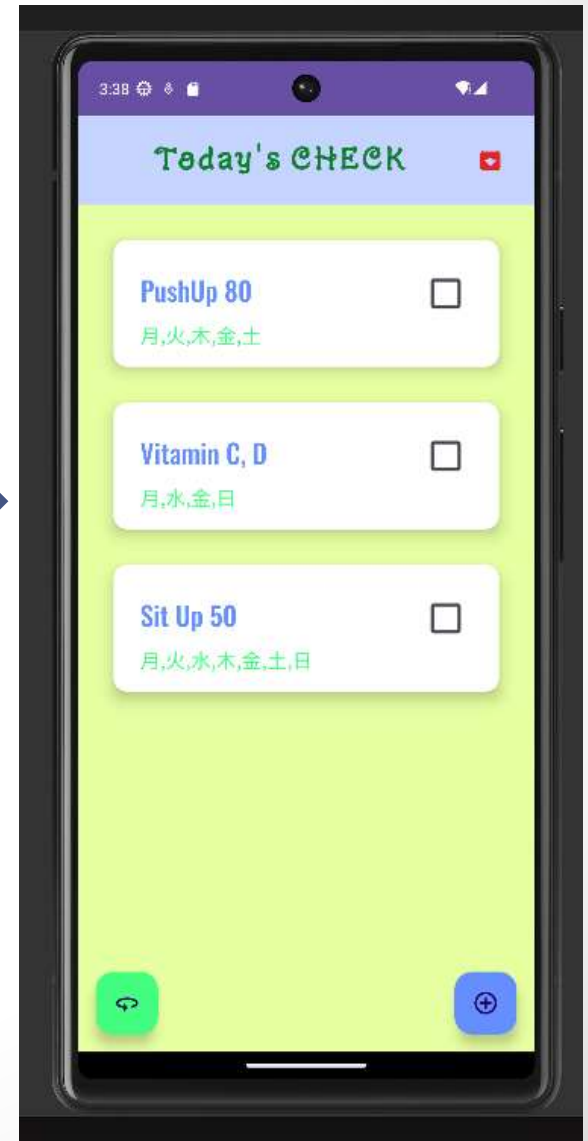 3:38
Today's CHECK
PushUp 80
月,火,木,金,土
Vitamin C, D
月,水,金,日
Sit Up 50
月,火,水,木,金,土,日